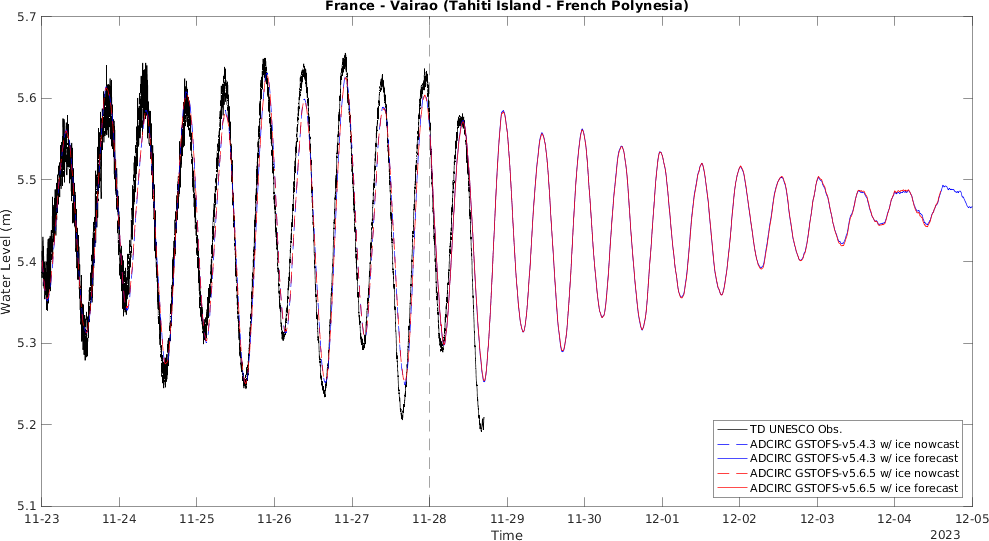 France - Vairao (Tahiti Island - French Polynesia)
5.7
5.6
5.5
5.4
5.3
5.2
5.1
Water Level (m)
TD UNESCO Obs.
ADCIRC GSTOFS-v5.4.3 w/ ice nowcast
ADCIRC GSTOFS-v5.4.3 w/ ice forecast
ADCIRC GSTOFS-v5.6.5 w/ ice nowcast
ADCIRC GSTOFS-v5.6.5 w/ ice forecast
11-23 11-24 11-25 11-26 11-27 11-28 11-29 11-30 12-01 12-02 12-03 12-04 12-05
Time
2023